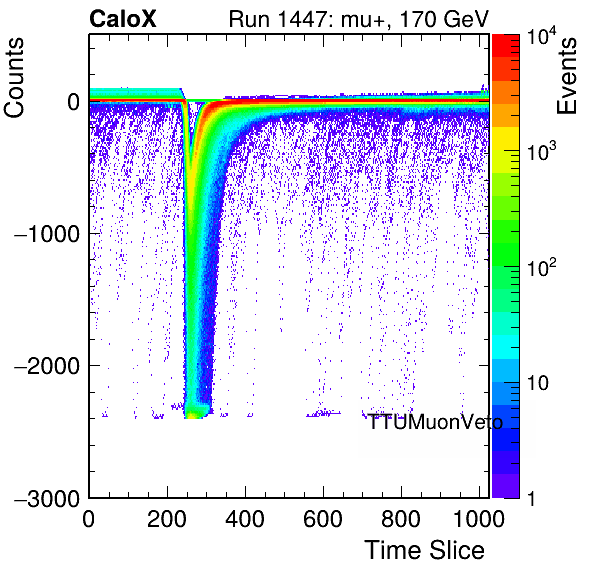 CaloX Run 1447: mu+, 170 GeV
Counts
Events
0
−1000
−2000
−3000
0 200 400 600 800 1000
Time Slice
TTUMuonVeto
10⁴
10³
10²
10
1